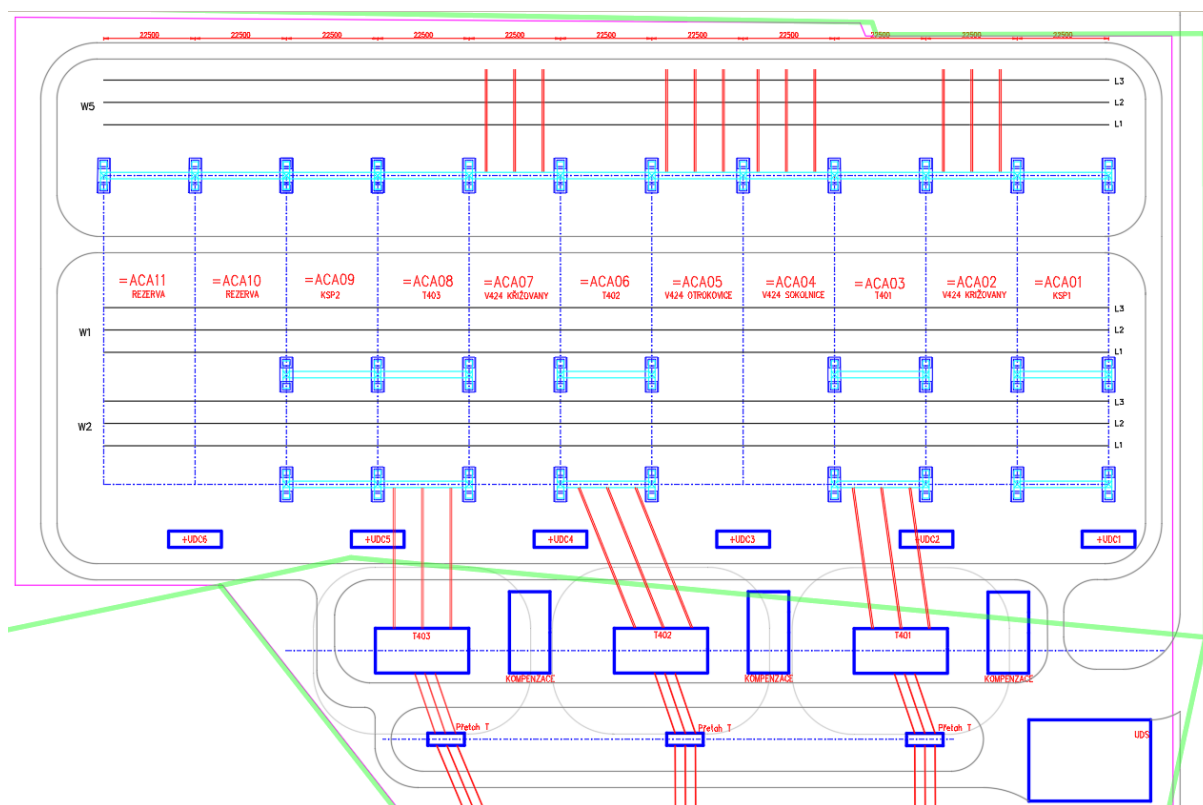 22500 22500 22500 22500 22500 22500 22500 22500 22500 22500 22500
L3
W5 L2
L1
=ACA11 =ACA10 =ACA09 =ACA08 =ACA07 =ACA06 =ACA05 =ACA04 =ACA03 =ACA02 =ACA01
REZERVA REZERVA KSP2 T403 V424 KŘIŽOVANY T402 V424 OTROKOVICE V424 SOKOLNICE T401 V424 KRIŽOVANY KSP1
L3
W1 L2
L1
L3
W2 L2
L1
+UDC6 +UDC5 +UDC4 +UDC3 +UDC2 +UDC1
T403 T402 T401
KOMPENZACE KOMPENZACE KOMPENZACE
Přetah T Přetah T Přetah T
UDS